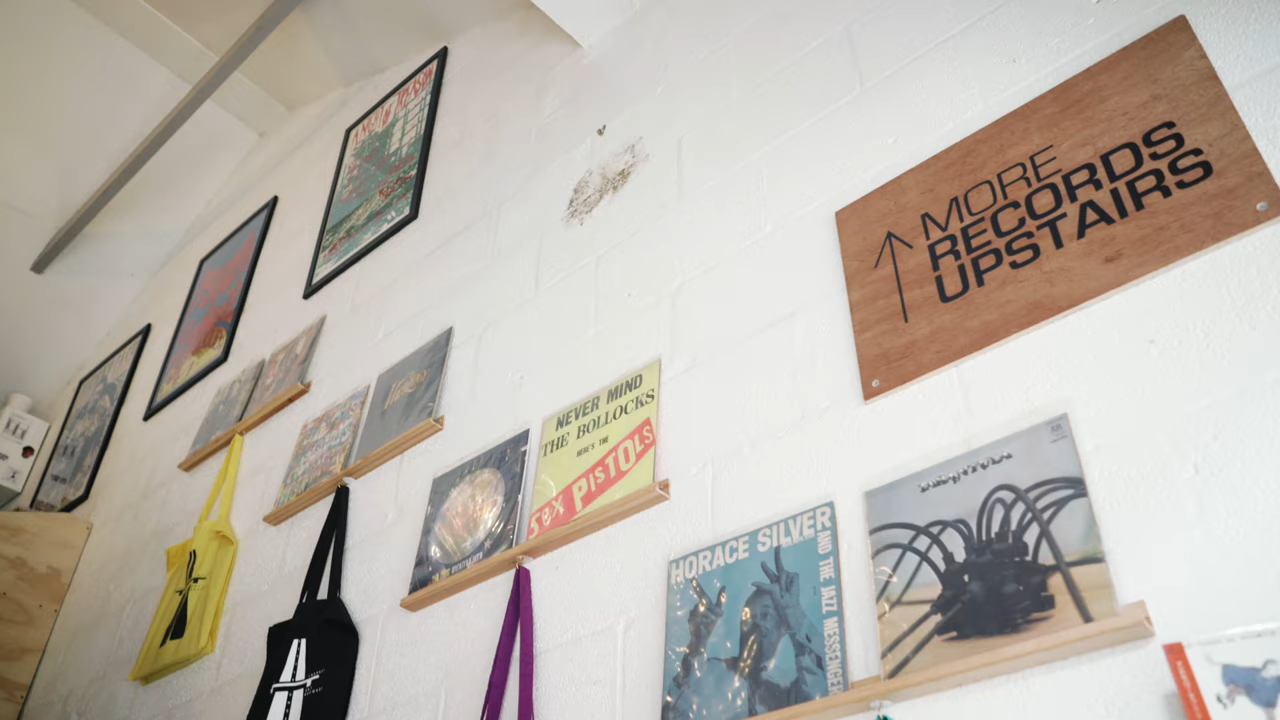 MORE
RECORDS
UPSTAIRS
NEVER MIND
THE BOLLOCKS
HERE'S THE
SEX PISTOLS
HORACE SILVER
AND THE JAZZ MESSENGERS